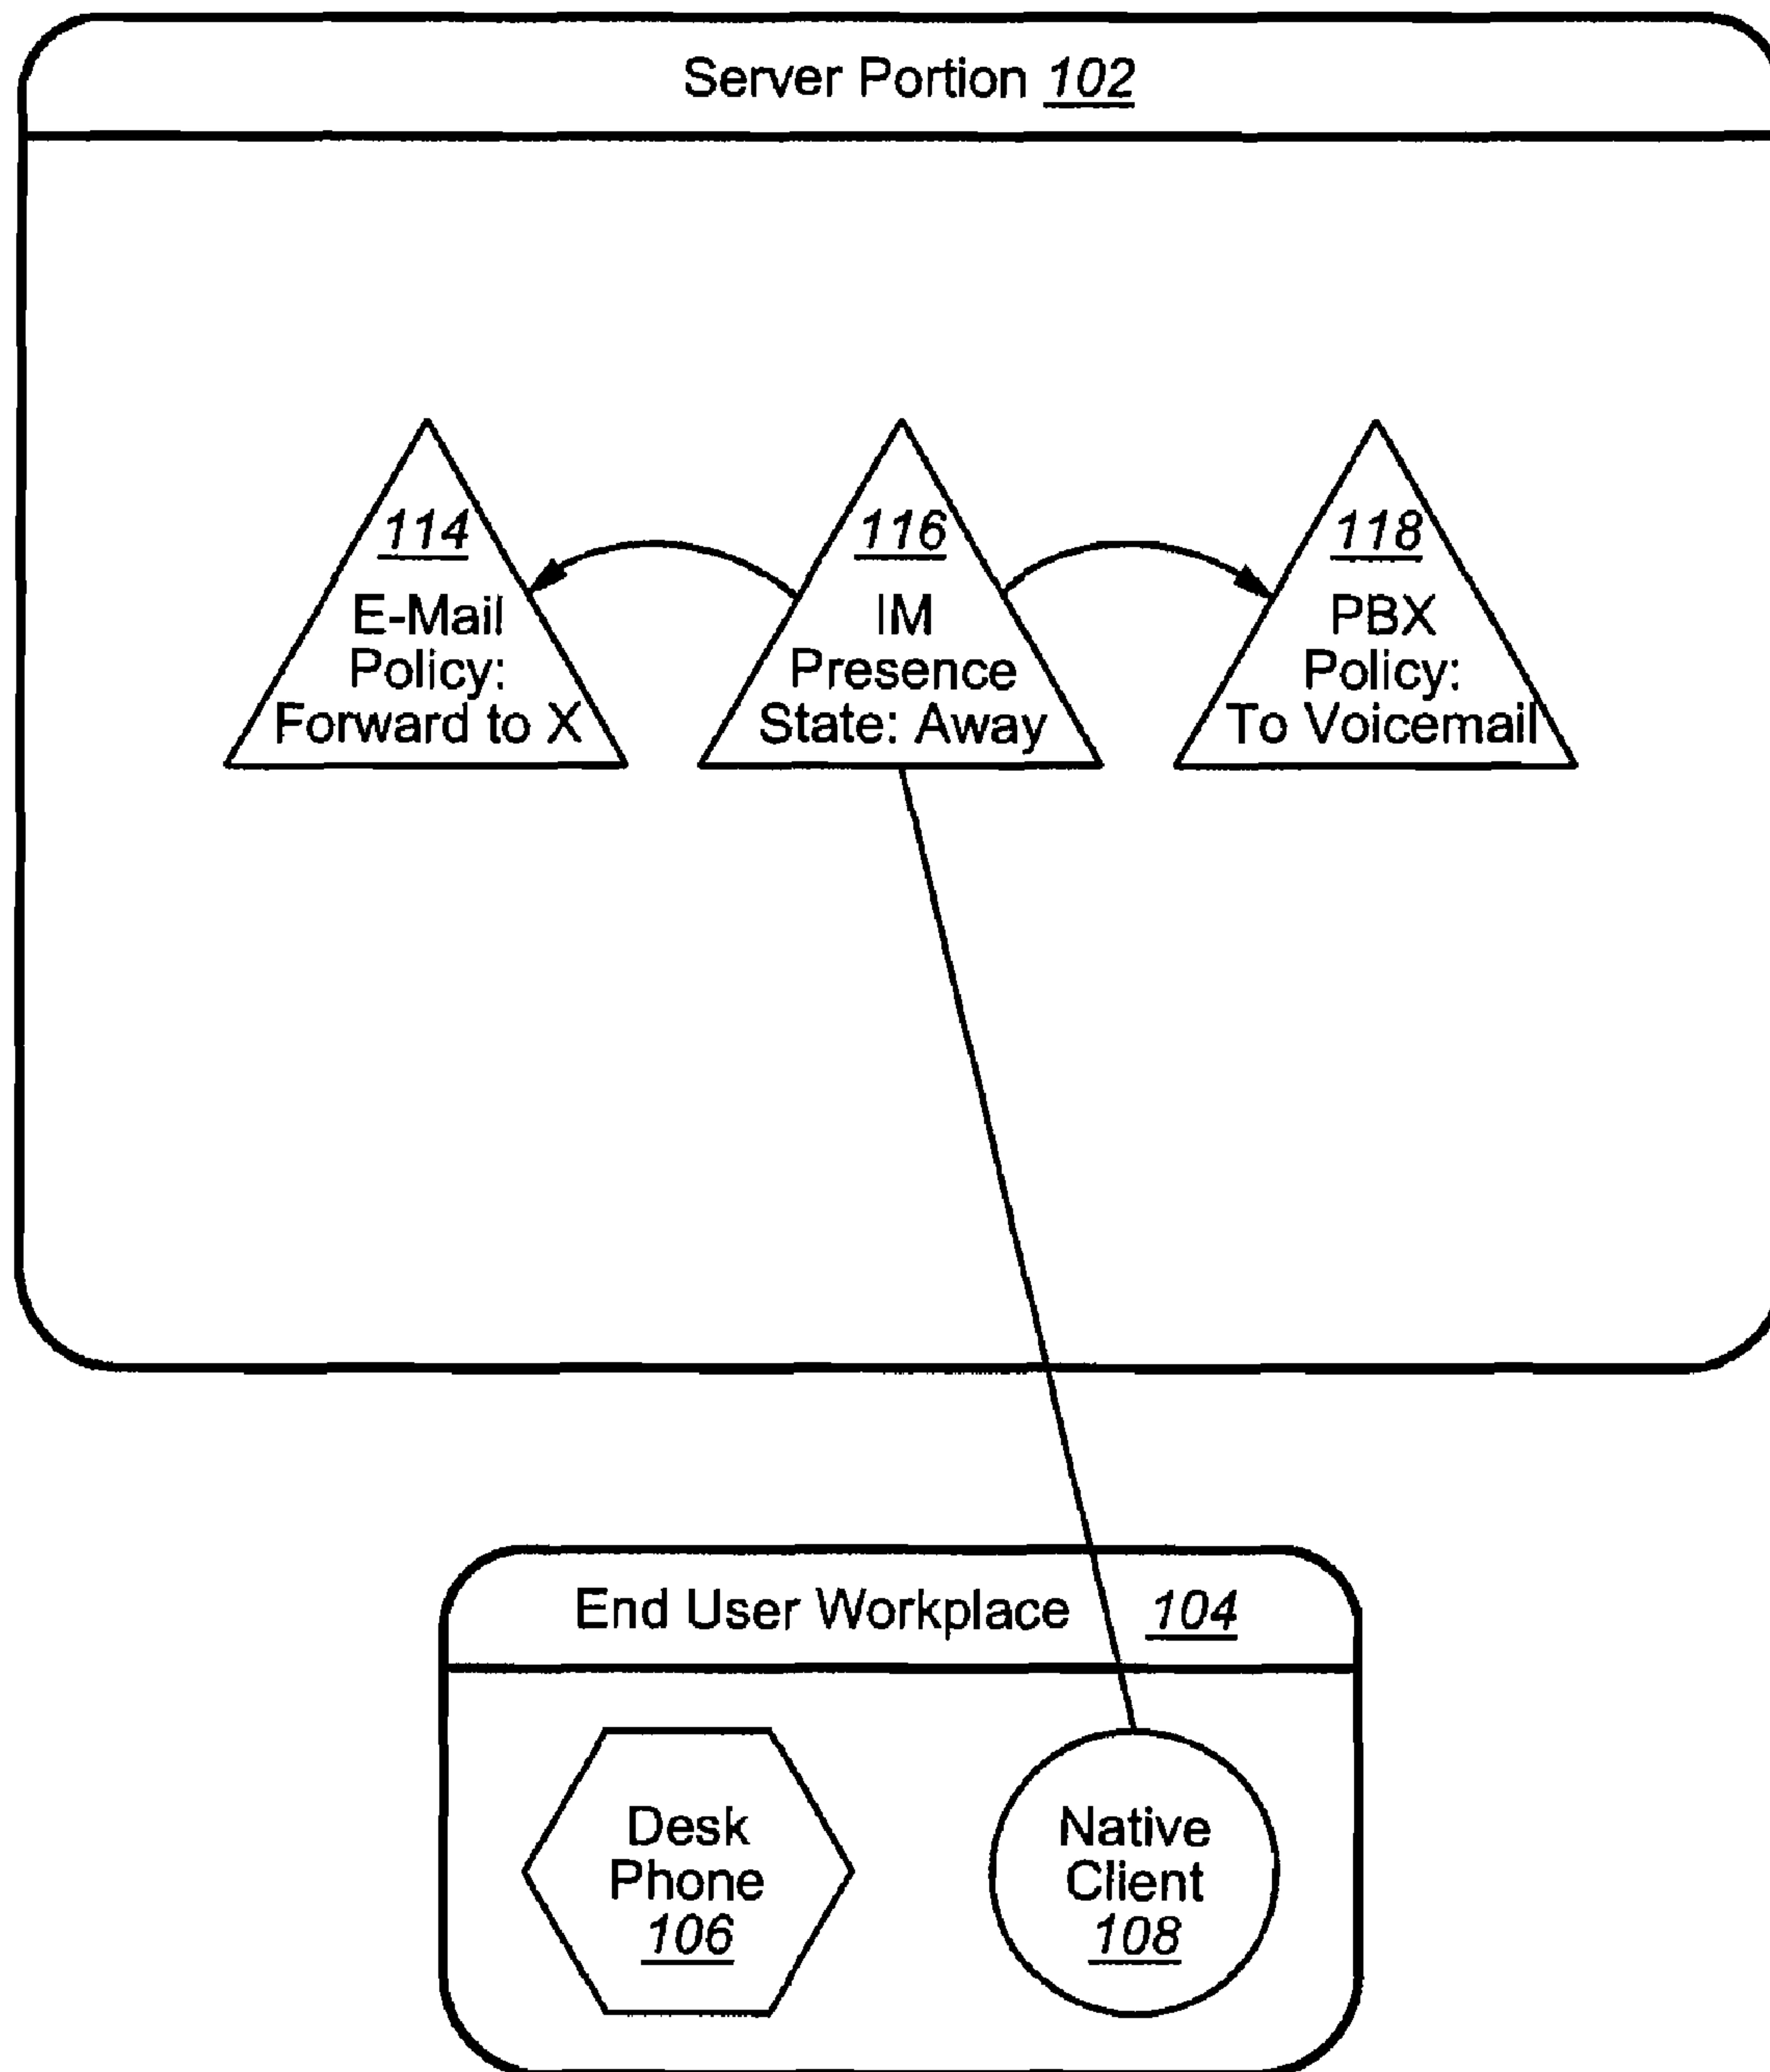 Server Portion 102
114
E-Mail
Policy:
Forward to X
116
IM
Presence
State: Away
118
PBX
Policy:
To Voicemail
End User Workplace 104
Desk
Phone
106
Native
Client
108